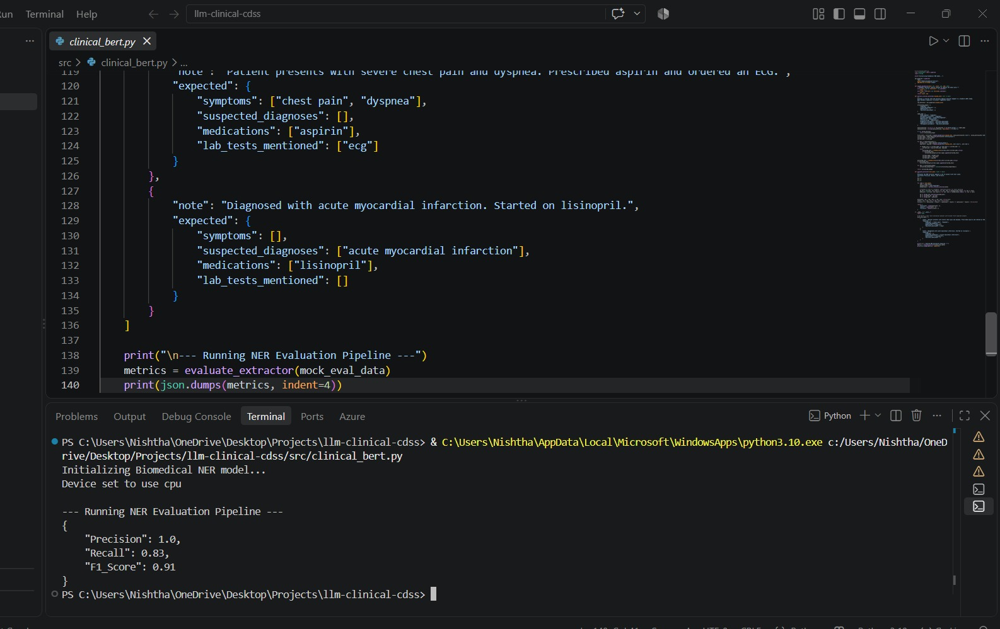 Terminal Help
llm-clinical-cdss
clinical_bert.py
src > clinical_bert.py > ...
119 "note": "Patient presents with severe chest pain and dyspnea. Prescribed aspirin and ordered an ECG.",
120 "expected": {
121 "symptoms": ["chest pain", "dyspnea"],
122 "suspected_diagnoses": [],
123 "medications": ["aspirin"],
124 "lab_tests_mentioned": ["ecg"]
125 }
126 },
127 {
128 "note": "Diagnosed with acute myocardial infarction. Started on lisinopril.",
129 "expected": {
130 "symptoms": [],
131 "suspected_diagnoses": ["acute myocardial infarction"],
132 "medications": ["lisinopril"],
133 "lab_tests_mentioned": []
134 }
135 }
136 ]
137
138 print("\n--- Running NER Evaluation Pipeline ---")
139 metrics = evaluate_extractor(mock_eval_data)
140 print(json.dumps(metrics, indent=4))
Problems Output Debug Console Terminal Ports Azure Python
PS C:\Users\Nishtha\OneDrive\Desktop\Projects\llm-clinical-cdss> & C:\Users\Nishtha\AppData\Local\Microsoft\WindowsApps\python3.10.exe c:/Users/Nishtha/OneD
rive/Desktop/Projects/llm-clinical-cdss/src/clinical_bert.py
Initializing Biomedical NER model...
Device set to use cpu
--- Running NER Evaluation Pipeline ---
{
"Precision": 1.0,
"Recall": 0.83,
"F1_Score": 0.91
}
PS C:\Users\Nishtha\OneDrive\Desktop\Projects\llm-clinical-cdss>